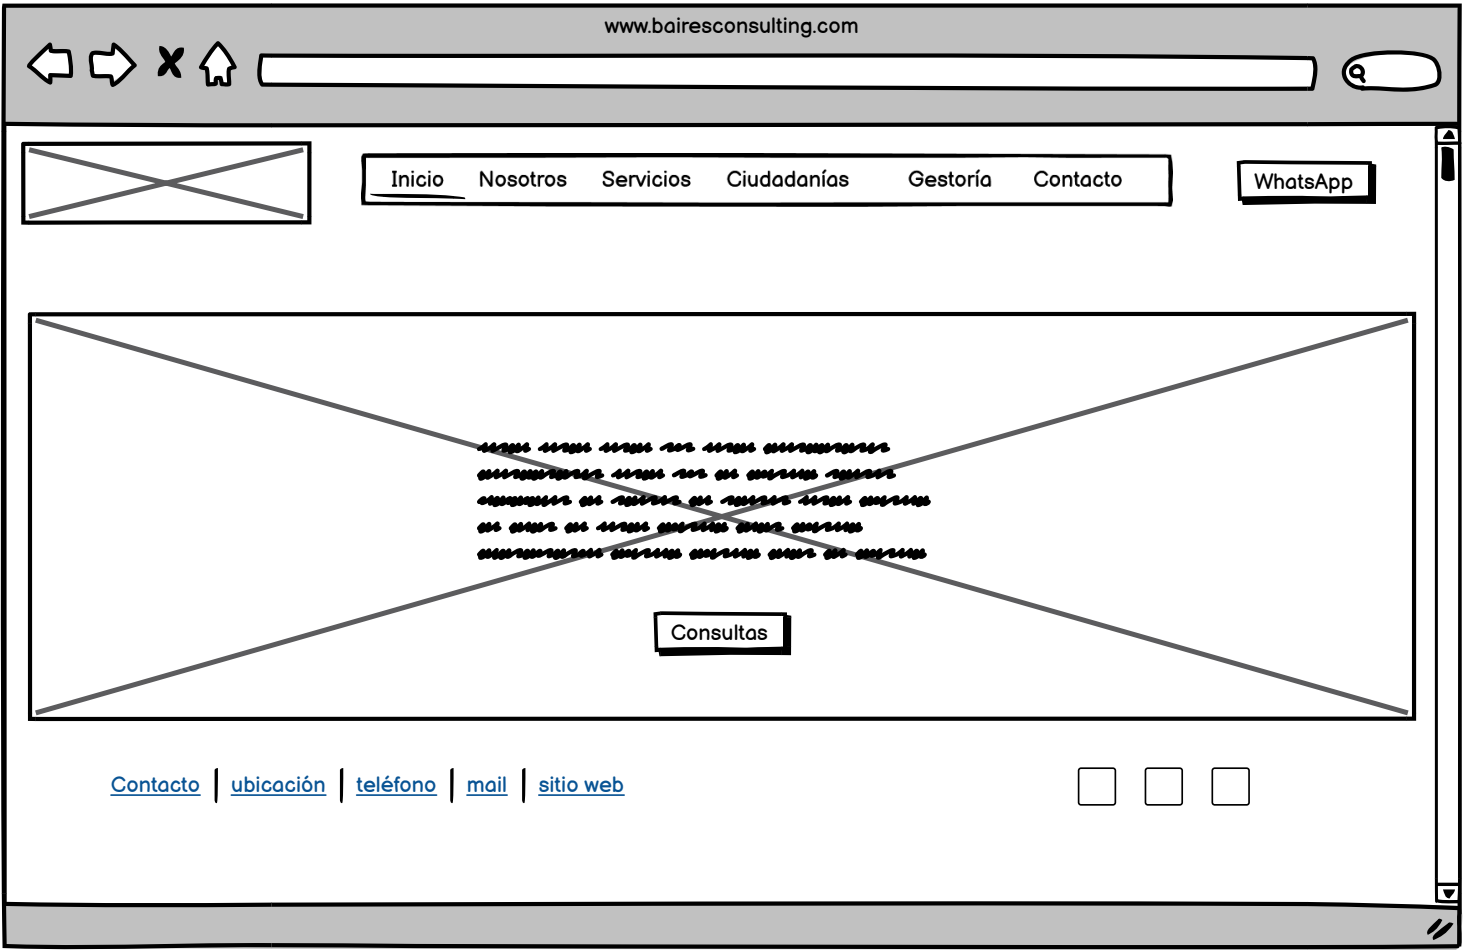 www.bairesconsulting.com
Inicio Nosotros Servicios Ciudadanías Gestoría Contacto
WhatsApp
Consultas
Contacto | ubicación | teléfono | mail | sitio web